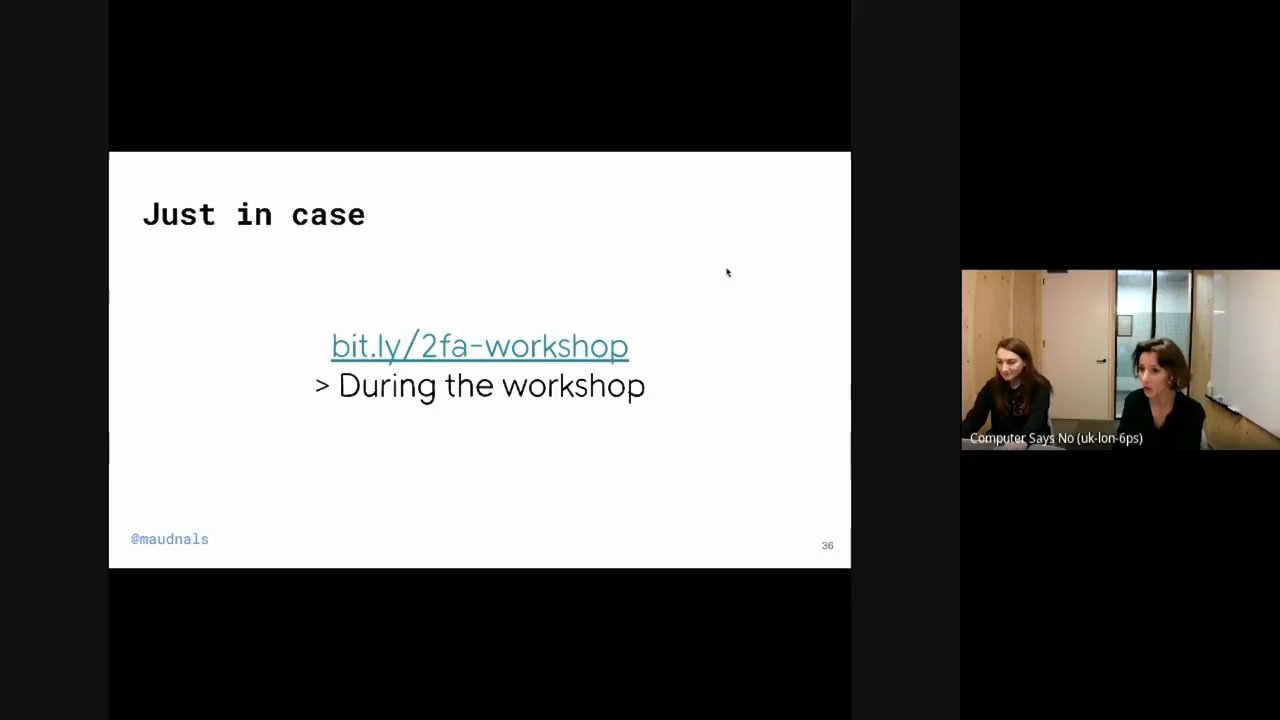 Just in case
bit.ly/2fa-workshop
> During the workshop
@maudnals
36
Computer Says No (uk-lon-6ps)